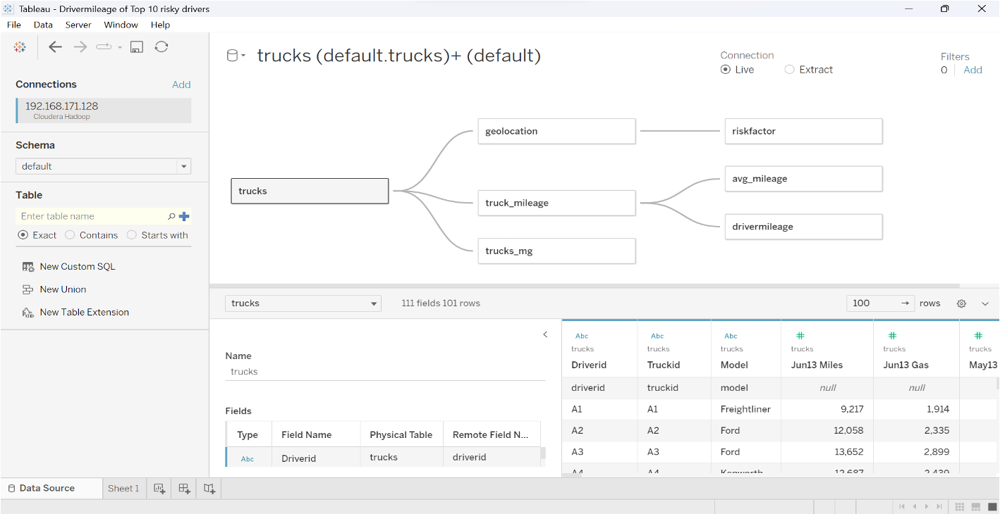 Tableau - Drivermileage of Top 10 risky drivers
File Data Server Window Help
trucks (default.trucks)+ (default)
Connection
Live Extract
Filters
0 Add
Connections Add
192.168.171.128
Cloudera Hadoop
Schema
default
Table
Enter table name
Exact Contains Starts with
New Custom SQL
New Union
New Table Extension
trucks
geolocation
truck_mileage
trucks_mg
riskfactor
avg_mileage
drivermileage
trucks 111 fields 101 rows 100 → rows
Name
trucks
Fields
Type Field Name Physical Table Remote Field N...
Abc Driverid trucks driverid
Abc Abc Abc # # #
trucks trucks trucks trucks trucks trucks
Driverid Truckid Model Jun13 Miles Jun13 Gas May13
driverid truckid model null null
A1 A1 Freightliner 9,217 1,914
A2 A2 Ford 12,058 2,335
A3 A3 Ford 13,652 2,899
A4 A4 Kenworth 12,687 2,439
Data Source Sheet 1